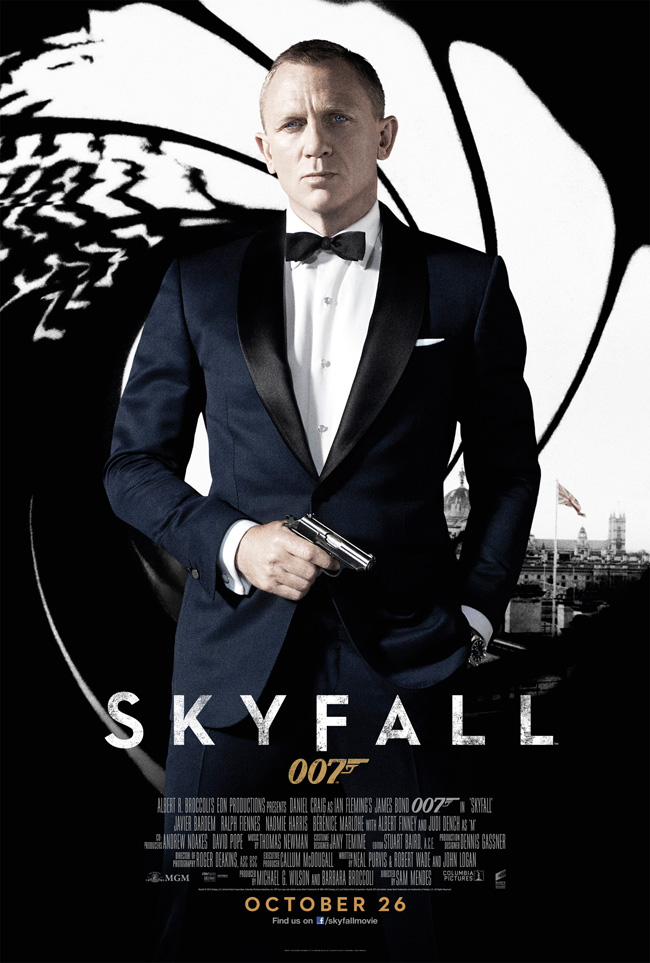 SKYFALL
007
ALBERT R. BROCCOLI'S EON PRODUCTIONS PRESENTS DANIEL CRAIG AS IAN FLEMING'S JAMES BOND 007 IN "SKYFALL"
JAVIER BARDEM RALPH FIENNES NAOMIE HARRIS BÉRÉNICE MARLOHE WITH ALBERT FINNEY AND JUDI DENCH AS "M"
CO-PRODUCERS ANDREW NOAKES DAVID POPE MUSIC BY THOMAS NEWMAN COSTUME DESIGNER JANY TEMIME EDITOR STUART BAIRD, A.C.E. PRODUCTION DESIGNER DENNIS GASSNER
DIRECTOR OF PHOTOGRAPHY ROGER DEAKINS, ASC BSC EXECUTIVE PRODUCER CALLUM McDOUGALL WRITTEN BY NEAL PURVIS & ROBERT WADE AND JOHN LOGAN
MGM PRODUCED BY MICHAEL G. WILSON AND BARBARA BROCCOLI DIRECTED BY SAM MENDES COLUMBIA PICTURES
OCTOBER 26
Find us on f/skyfallmovie